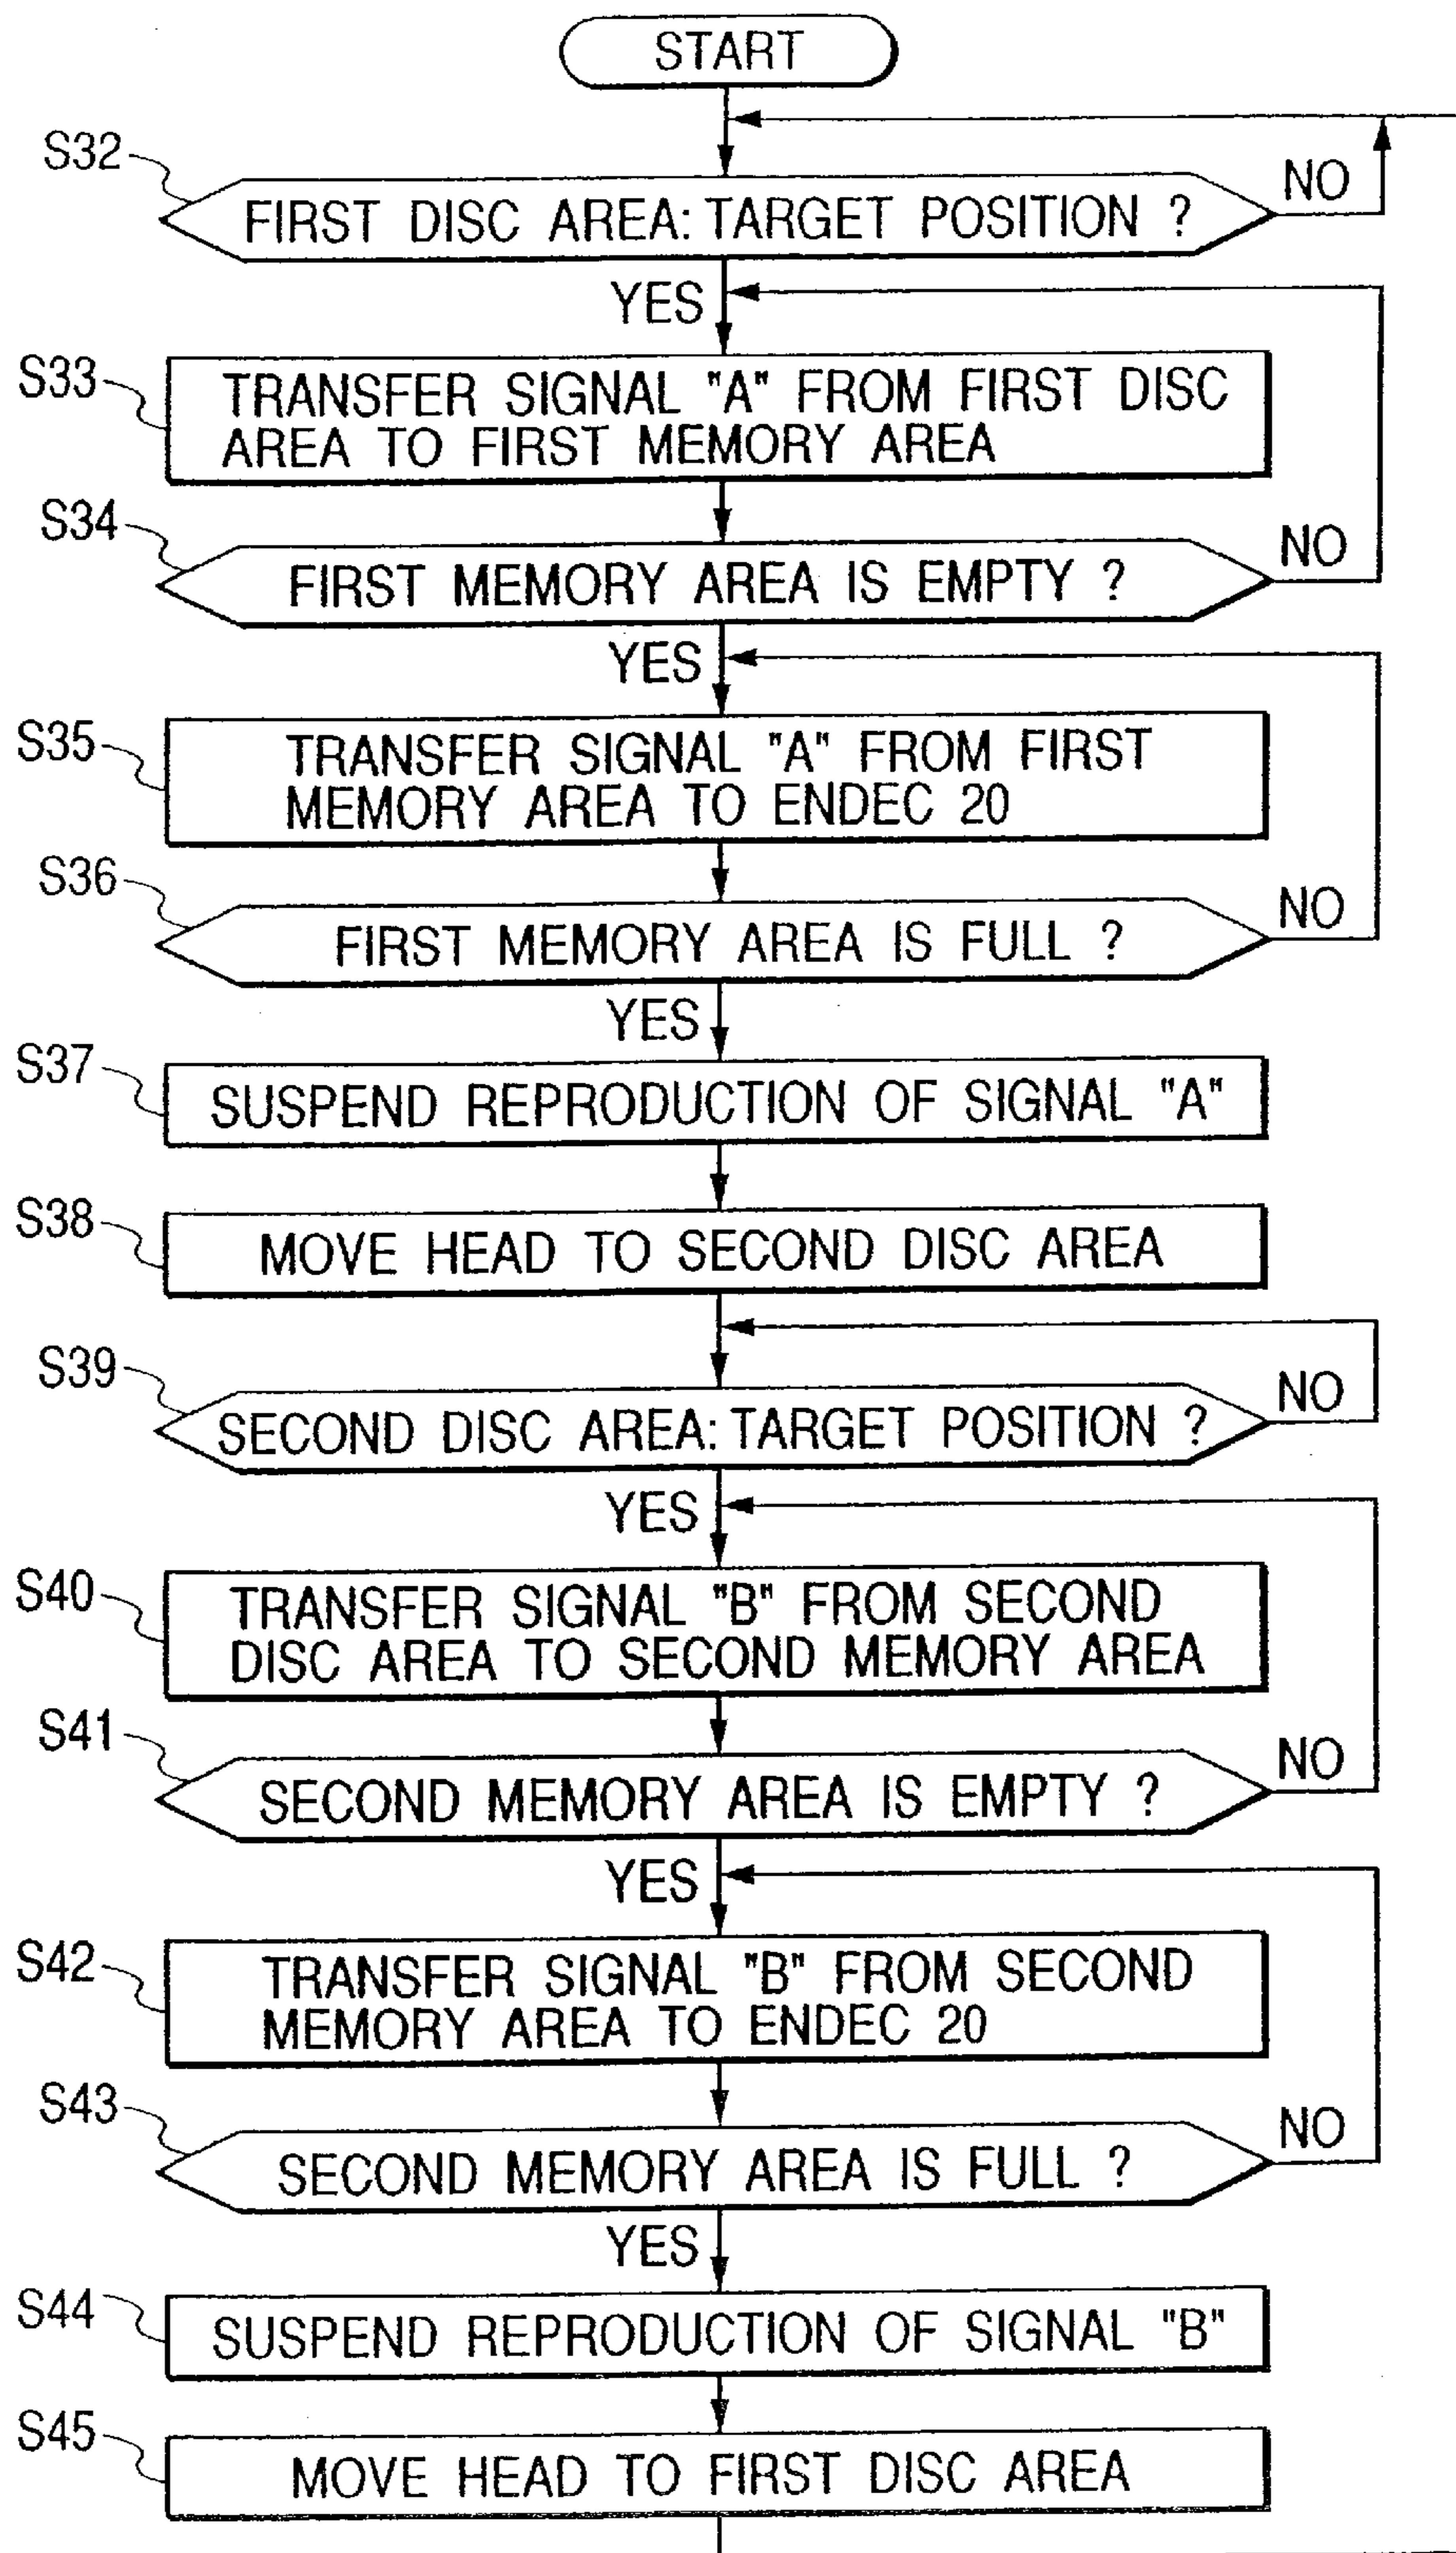 START
S32
FIRST DISC AREA: TARGET POSITION ?
NO
YES
S33
TRANSFER SIGNAL "A" FROM FIRST DISC
AREA TO FIRST MEMORY AREA
S34
FIRST MEMORY AREA IS EMPTY ?
NO
YES
S35
TRANSFER SIGNAL "A" FROM FIRST
MEMORY AREA TO ENDEC 20
S36
FIRST MEMORY AREA IS FULL ?
NO
YES
S37
SUSPEND REPRODUCTION OF SIGNAL "A"
S38
MOVE HEAD TO SECOND DISC AREA
S39
SECOND DISC AREA: TARGET POSITION ?
NO
YES
S40
TRANSFER SIGNAL "B" FROM SECOND
DISC AREA TO SECOND MEMORY AREA
S41
SECOND MEMORY AREA IS EMPTY ?
NO
YES
S42
TRANSFER SIGNAL "B" FROM SECOND
MEMORY AREA TO ENDEC 20
S43
SECOND MEMORY AREA IS FULL ?
NO
YES
S44
SUSPEND REPRODUCTION OF SIGNAL "B"
S45
MOVE HEAD TO FIRST DISC AREA